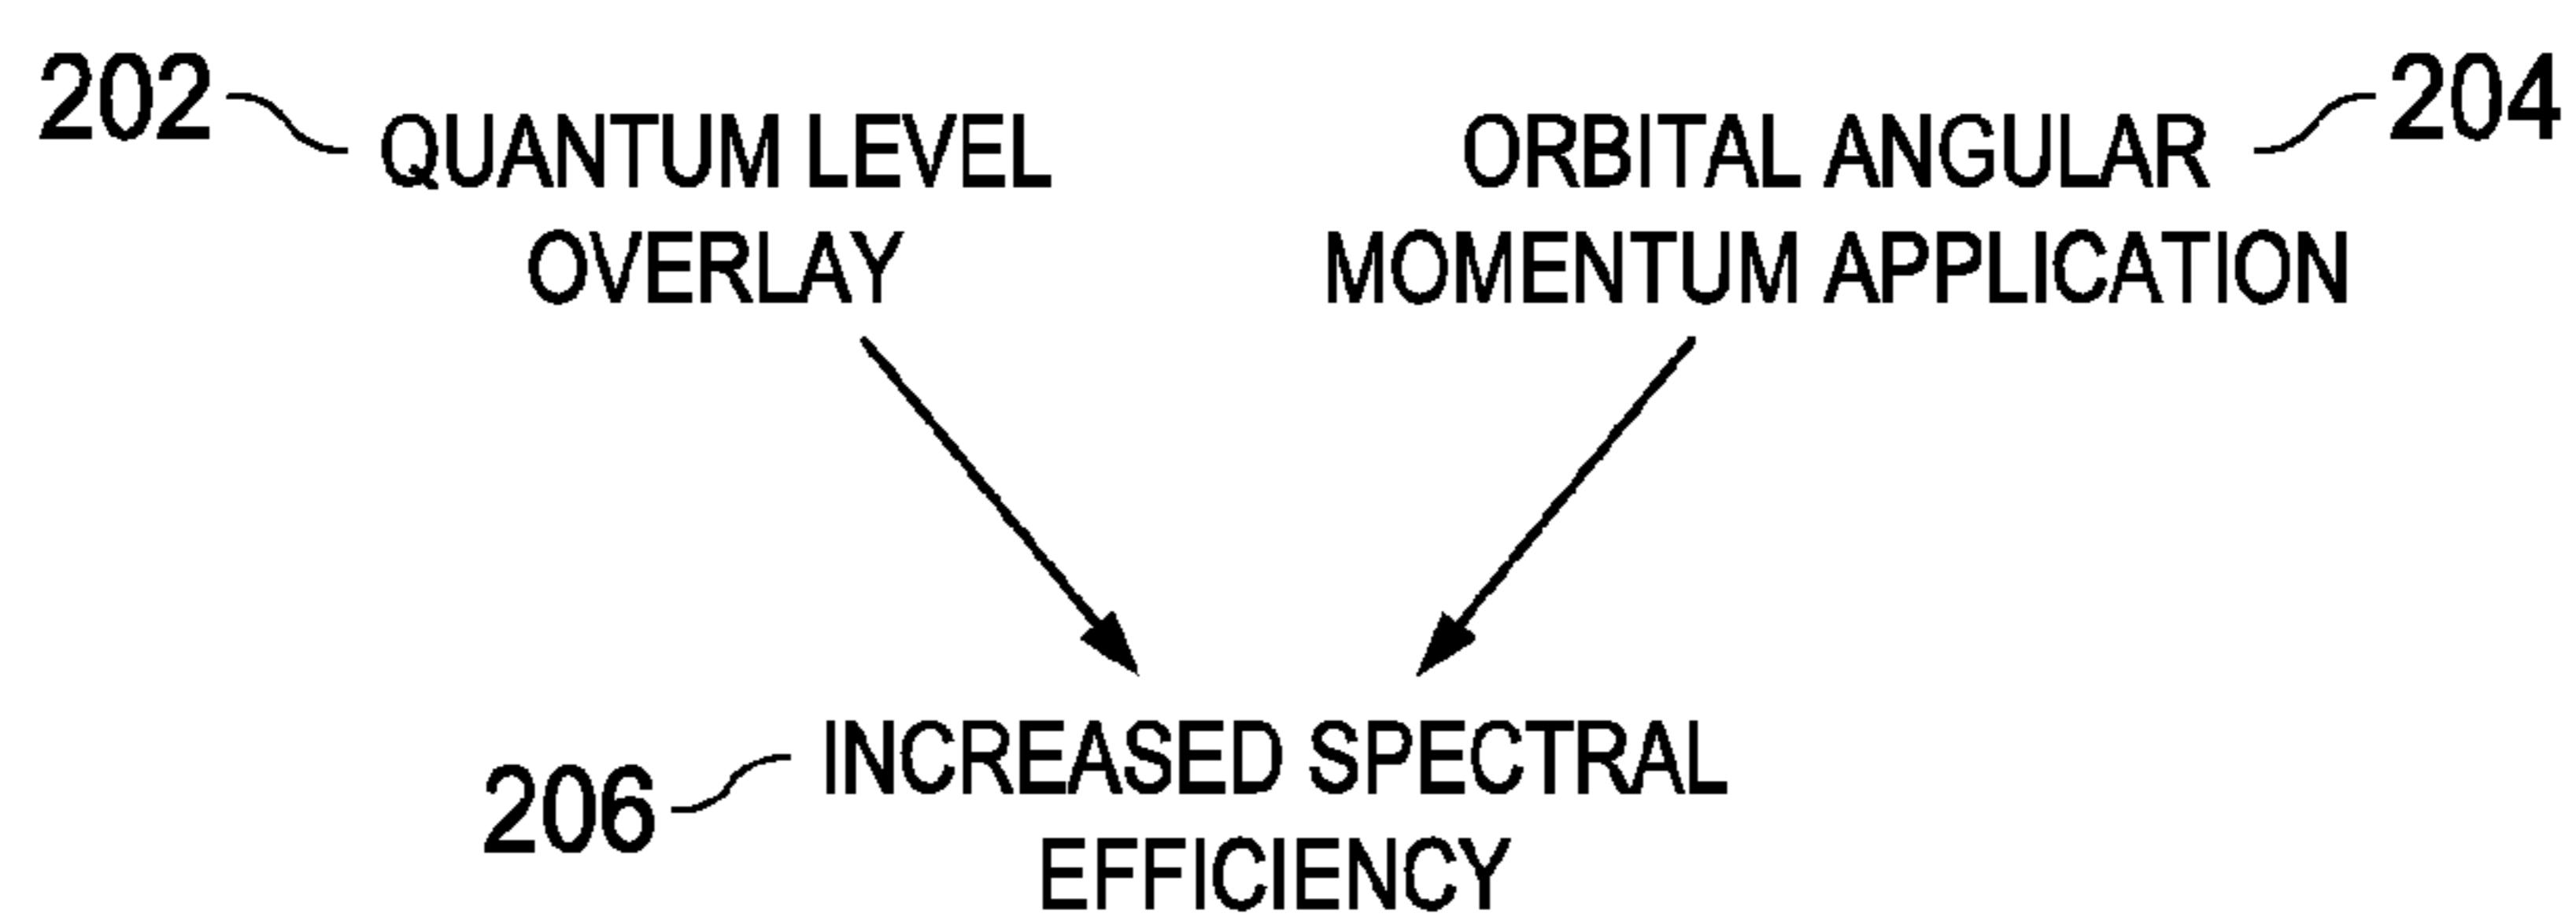 202
QUANTUM LEVEL
OVERLAY
ORBITAL ANGULAR
MOMENTUM APPLICATION
204
206
INCREASED SPECTRAL
EFFICIENCY